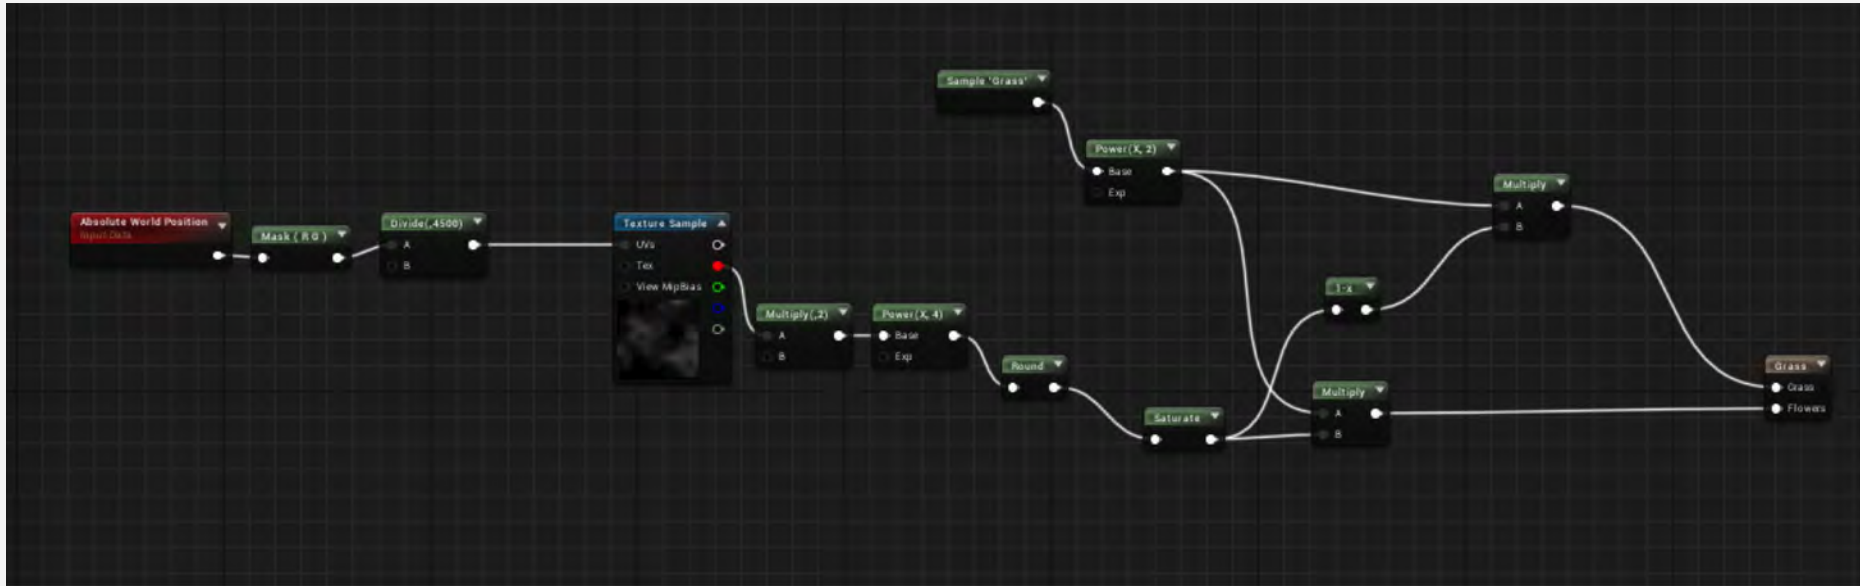 Absolute World Position
Input Data
Mask ( R G )
Divide(,4500)
A
B
Texture Sample
UVs
Tex
View MipBias
Multiply(,2)
A
B
Power(X, 4)
Base
Exp
Round
Saturate
Sample 'Grass'
Power(X, 2)
Base
Exp
1-x
Multiply
A
B
Multiply
A
B
Grass
Grass
Flowers